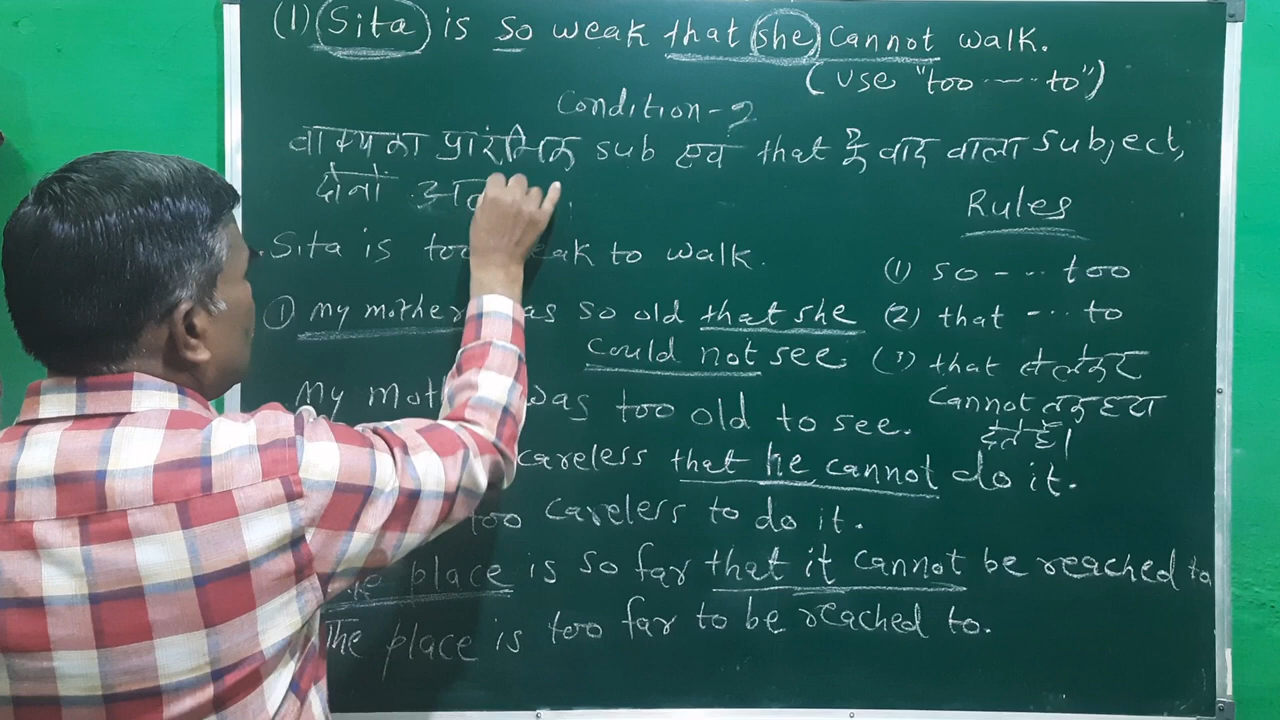 (1) Sita is so weak that she cannot walk.
(use "too ---- to")
Condition-2
वाक्य का प्रारंभिक sub एवं that के बाद वाला subject,
दोनों
Rules
Sita is too weak to walk.
(1) so --·· too
① My mother was so old that she
(2) that -·· to
could not see.
(3) that से लेकर
My mother was too old to see.
Cannot तक हटा
देते हैं।
careless that he cannot do it.
too careless to do it.
The place is so far that it cannot be reached to
The place is too far to be reached to.